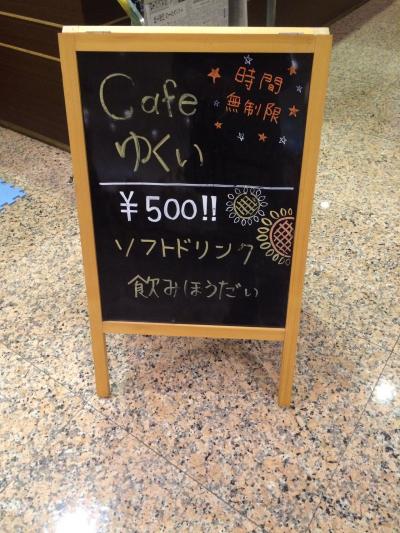 Cafe
ゆくい
時間
無制限
¥500!!
ソフトドリンク
飲みほうだい